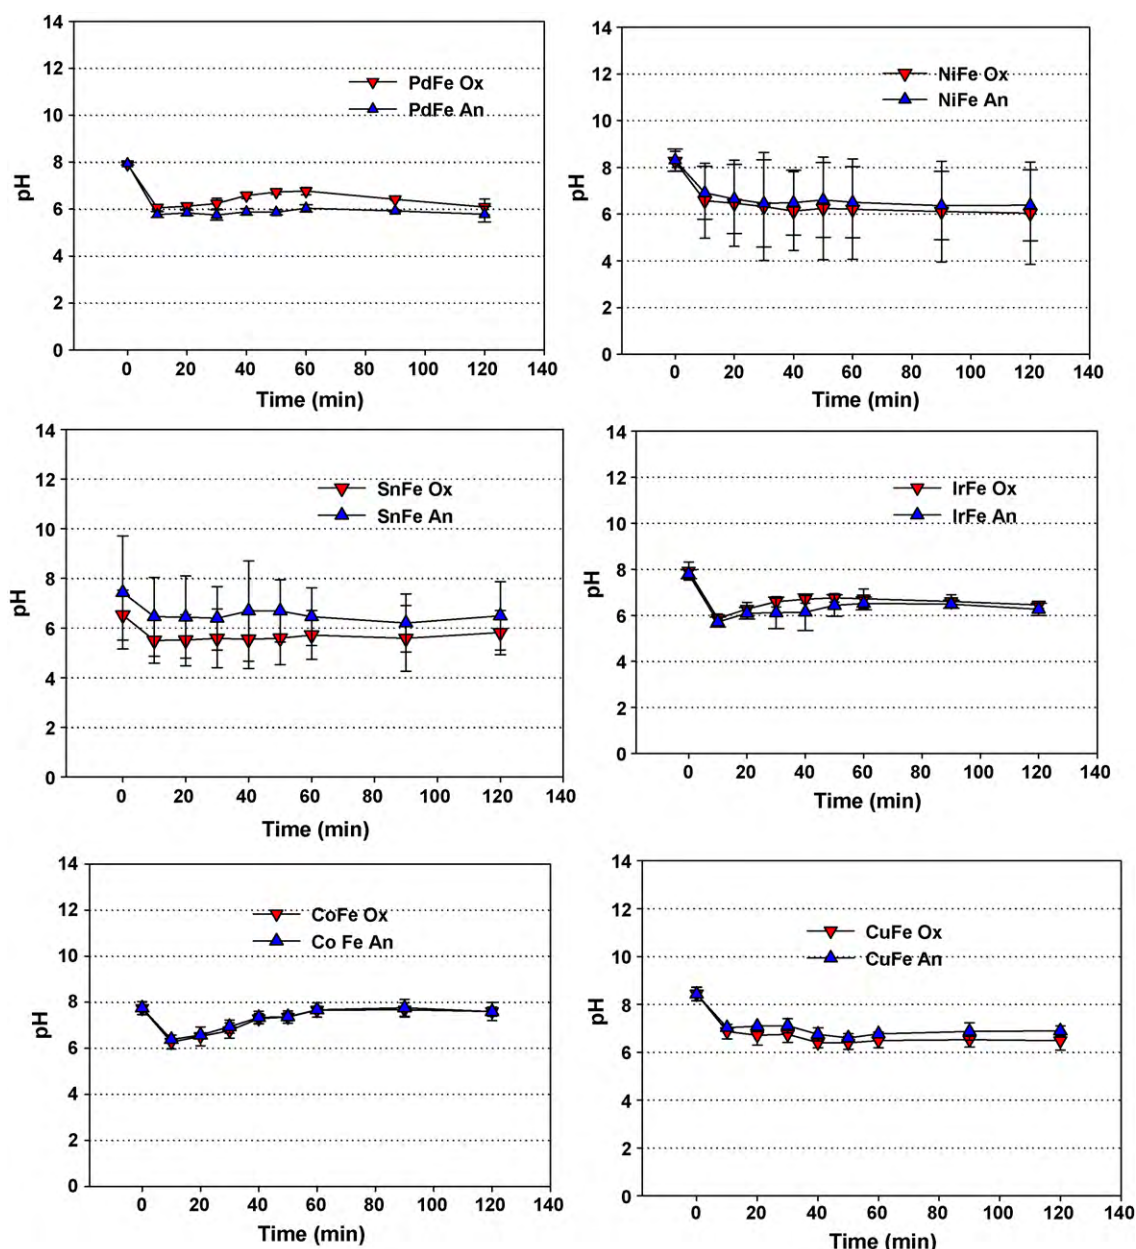 14
12
10
8
6
4
2
0
pH
PdFe Ox
PdFe An
0 20 40 60 80 100 120 140
Time (min)
14
12
10
8
6
4
2
0
pH
NiFe Ox
NiFe An
0 20 40 60 80 100 120 140
Time (min)
14
12
10
8
6
4
2
0
pH
SnFe Ox
SnFe An
0 20 40 60 80 100 120 140
Time (min)
14
12
10
8
6
4
2
0
pH
IrFe Ox
IrFe An
0 20 40 60 80 100 120 140
Time (min)
14
12
10
8
6
4
2
0
pH
CoFe Ox
Co Fe An
0 20 40 60 80 100 120 140
Time (min)
14
12
10
8
6
4
2
0
pH
CuFe Ox
CuFe An
0 20 40 60 80 100 120 140
Time (min)